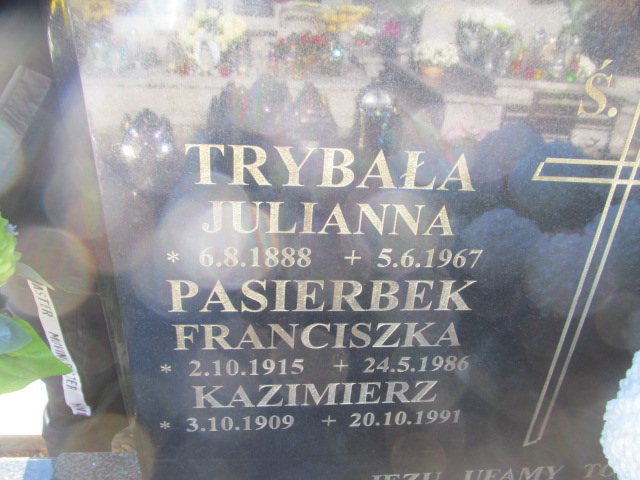 Ś.
TRYBAŁA
JULIANNA
* 6.8.1888 + 5.6.1967
PASIERBEK
FRANCISZKA
* 2.10.1915 + 24.5.1986
KAZIMIERZ
* 3.10.1909 + 20.10.1991
JEZU UFAMY TO